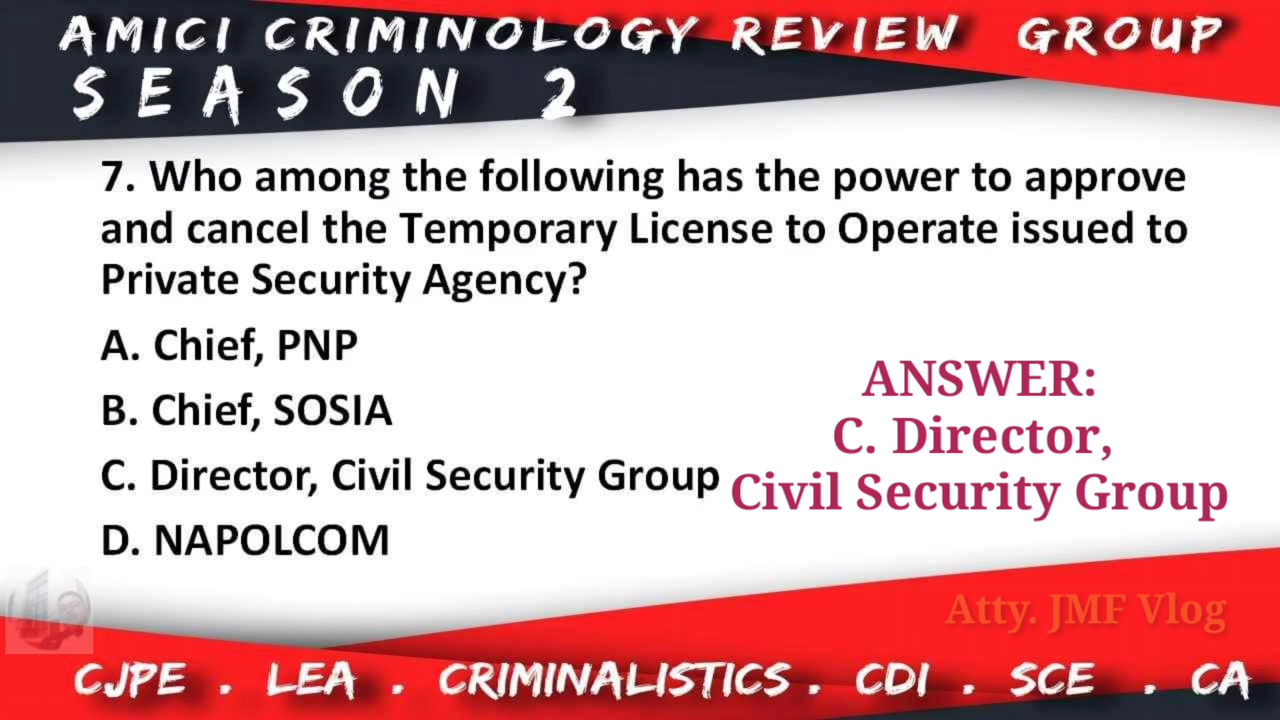 AMICI CRIMINOLOGY REVIEW GROUP
SEASON 2
7. Who among the following has the power to approve
and cancel the Temporary License to Operate issued to
Private Security Agency?
A. Chief, PNP
B. Chief, SOSIA
C. Director, Civil Security Group
D. NAPOLCOM
ANSWER:
C. Director,
Civil Security Group
Atty. JMF Vlog
CJPE . LEA . CRIMINALISTICS . CDI . SCE . CA